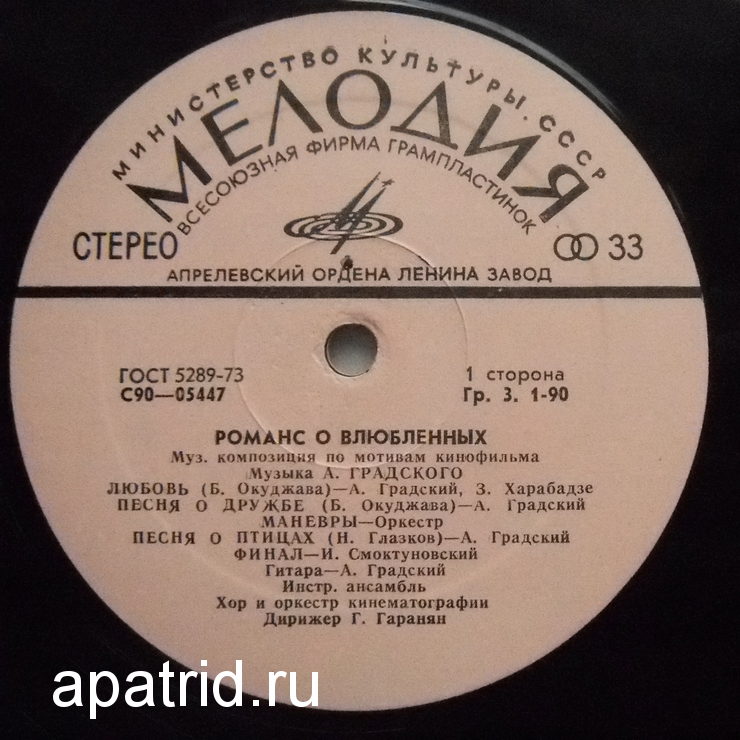 МИНИСТЕРСТВО КУЛЬТУРЫ. СССР
МЕЛОДИЯ
ВСЕСОЮЗНАЯ ФИРМА ГРАМПЛАСТИНОК
СТЕРЕО 33
АПРЕЛЕВСКИЙ ОРДЕНА ЛЕНИНА ЗАВОД
ГОСТ 5289-73 1 сторона
С90—05447 Гр. 3. 1-90
РОМАНС О ВЛЮБЛЕННЫХ
Муз. композиция по мотивам кинофильма
Музыка А. ГРАДСКОГО
ЛЮБОВЬ (Б. Окуджава)—А. Градский, З. Харабадзе
ПЕСНЯ О ДРУЖБЕ (Б. Окуджава)—А. Градский
МАНЕВРЫ—Оркестр
ПЕСНЯ О ПТИЦАХ (Н. Глазков)—А. Градский
ФИНАЛ—И. Смоктуновский
Гитара—А. Градский
Инстр. ансамбль
Хор и оркестр кинематографии
Дирижер Г. Гаранян
apatrid.ru